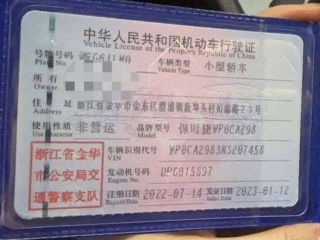 中华人民共和国机动车行驶证
Vehicle License of the People's Republic of China
号牌号码 车辆类型 小型轿车
Plate No. Vehicle Type
所有人
Owner
住址 浙江省金华市金东区
Address
使用性质 非营运 品牌型号 保时捷WP0CA298
Use Character Model
浙江省金华
市公安局交
通警察支队
车辆识别代号 WP0CA2983NS207458
VIN
发动机号码
Engine No.
注册日期 2022-07-14 发证日期 2023-01-12
Register Date Issue Date